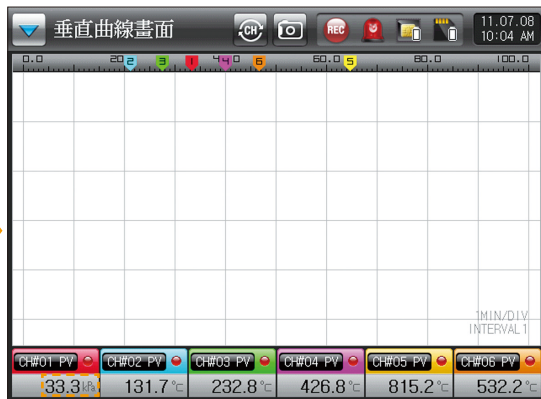 垂直曲線畫面
CH
REC
11.07.08
10:04 AM
0.0 20 2 3 1 4 4 0 6 60.0 5 80.0 100.0
1MIN/DIV
INTERVAL 1
CH#01 PV CH#02 PV CH#03 PV CH#04 PV CH#05 PV CH#06 PV
33.3 kPa 131.7 ℃ 232.8 ℃ 426.8 ℃ 815.2 ℃ 532.2 ℃